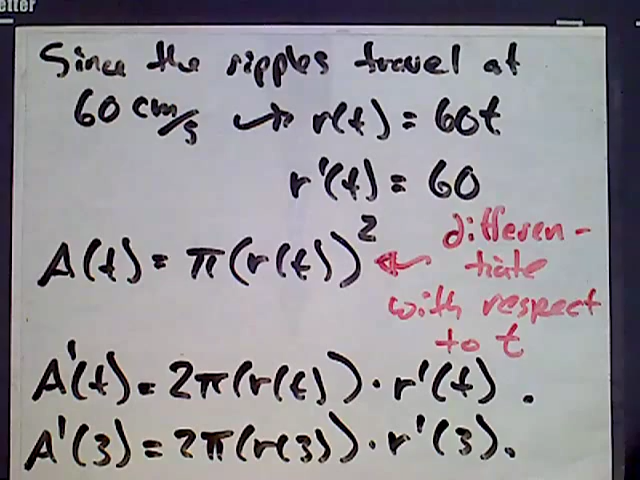 etter
Since the ripples travel at
60 cm/s → r(t) = 60t
r'(t) = 60
A(t) = π(r(t))²
← differen-
tiate
with respect
to t
A'(t) = 2π(r(t)) · r'(t).
A'(3) = 2π(r(3)) · r'(3).